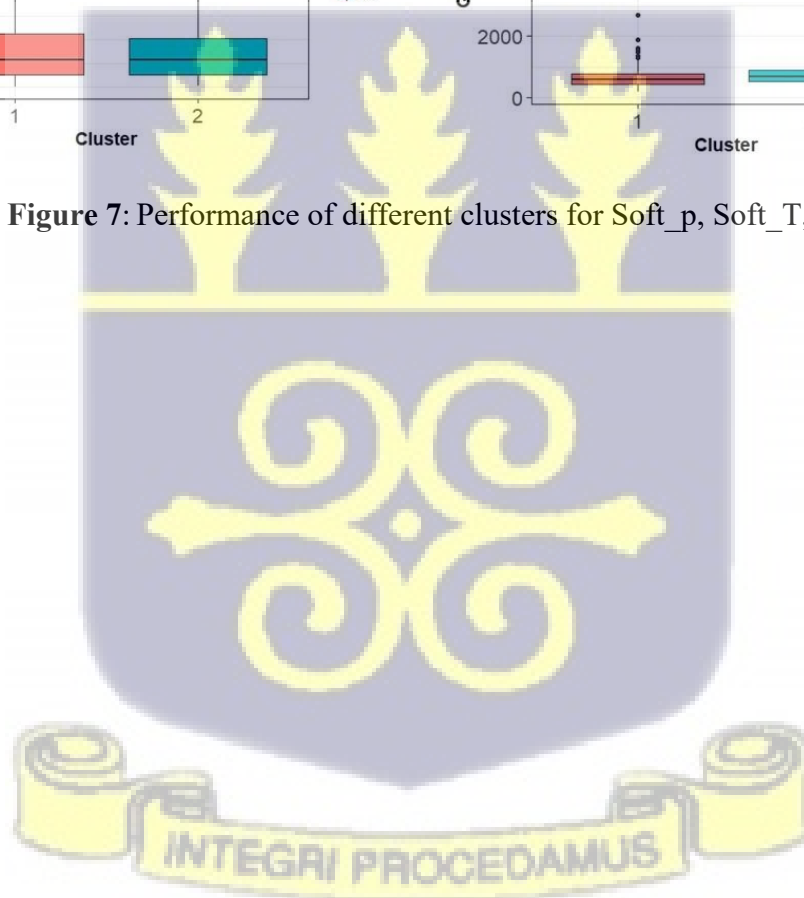 2000
0
1
2
1
Cluster
Cluster
Figure 7: Performance of different clusters for Soft_p, Soft_T,
INTEGRI PROCEDAMUS